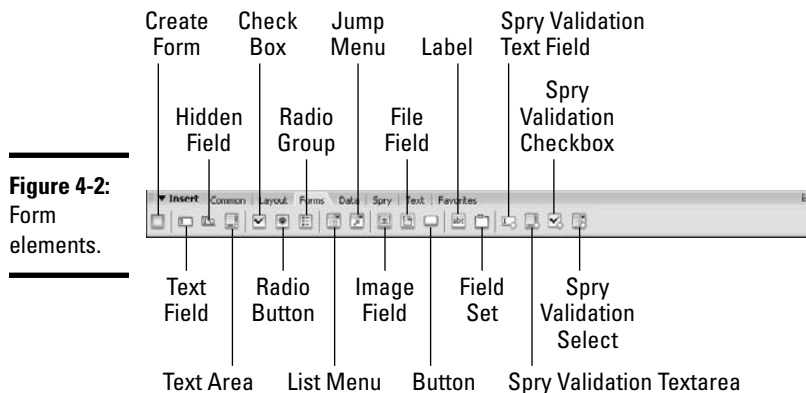 Create Form
Check Box
Jump Menu
Label
Spry Validation Text Field
Hidden Field
Radio Group
File Field
Spry Validation Checkbox
Figure 4-2:
Form
elements.
▼ Insert Common Layout Forms Data Spry Text Favorites
abc
Text Field
Radio Button
Image Field
Field Set
Spry Validation Select
Text Area
List Menu
Button
Spry Validation Textarea